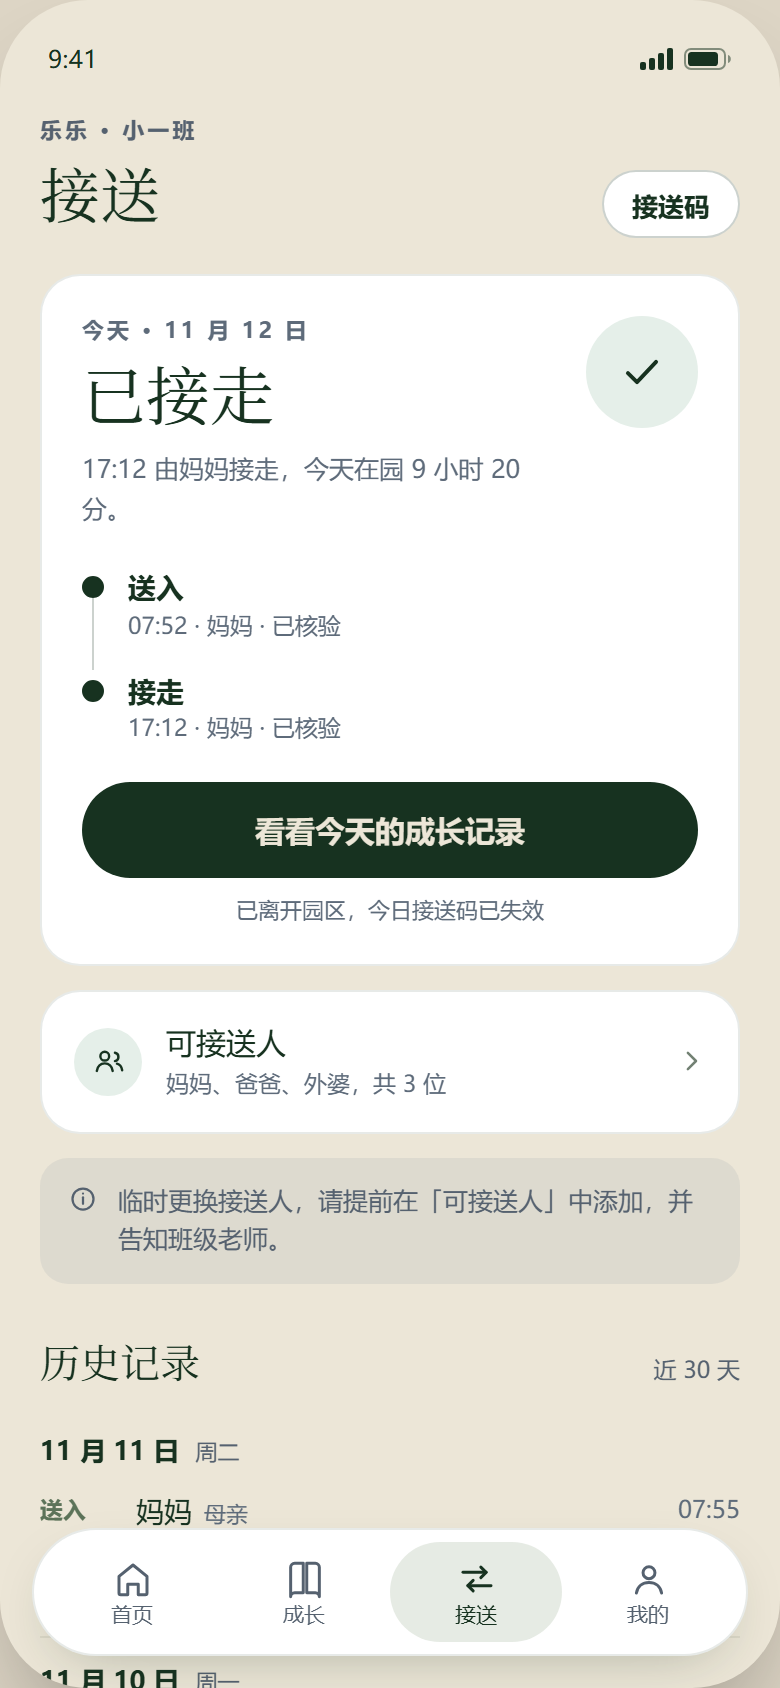 9:41
乐乐 • 小一班
接送
接送码
今天 • 11 月 12 日
已接走
17:12 由妈妈接走，今天在园 9 小时 20
分。
送入
07:52 · 妈妈 · 已核验
接走
17:12 · 妈妈 · 已核验
看看今天的成长记录
已离开园区，今日接送码已失效
可接送人
妈妈、爸爸、外婆，共 3 位
临时更换接送人，请提前在「可接送人」中添加，并
告知班级老师。
历史记录
近 30 天
11 月 11 日 周二
送入 妈妈 母亲 07:55
首页 成长 接送 我的
11 月 10 日 周一